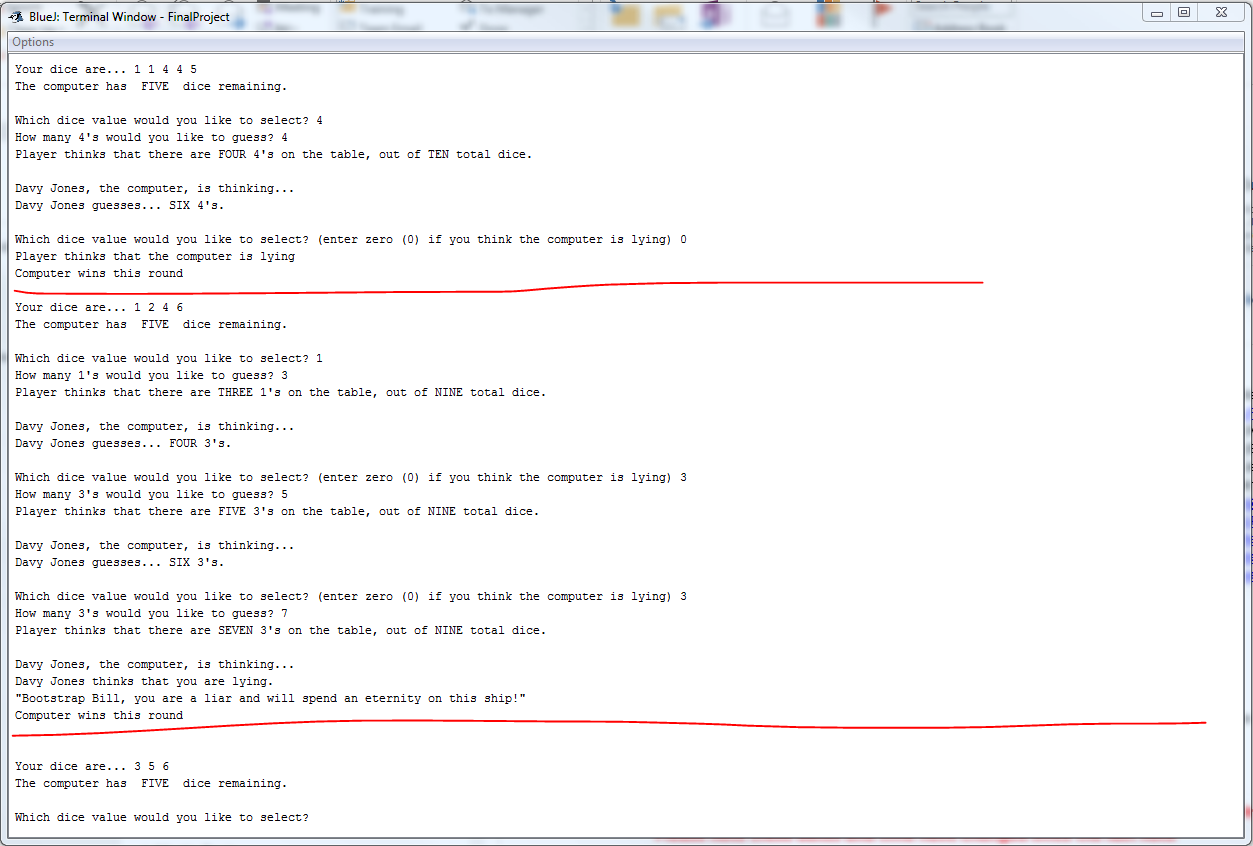 BlueJ: Terminal Window - FinalProject
Options
Your dice are... 1 1 4 4 5
The computer has  FIVE  dice remaining.
Which dice value would you like to select? 4
How many 4's would you like to guess? 4
Player thinks that there are FOUR 4's on the table, out of TEN total dice.
Davy Jones, the computer, is thinking...
Davy Jones guesses... SIX 4's.
Which dice value would you like to select? (enter zero (0) if you think the computer is lying) 0
Player thinks that the computer is lying
Computer wins this round
Your dice are... 1 2 4 6
The computer has  FIVE  dice remaining.
Which dice value would you like to select? 1
How many 1's would you like to guess? 3
Player thinks that there are THREE 1's on the table, out of NINE total dice.
Davy Jones, the computer, is thinking...
Davy Jones guesses... FOUR 3's.
Which dice value would you like to select? (enter zero (0) if you think the computer is lying) 3
How many 3's would you like to guess? 5
Player thinks that there are FIVE 3's on the table, out of NINE total dice.
Davy Jones, the computer, is thinking...
Davy Jones guesses... SIX 3's.
Which dice value would you like to select? (enter zero (0) if you think the computer is lying) 3
How many 3's would you like to guess? 7
Player thinks that there are SEVEN 3's on the table, out of NINE total dice.
Davy Jones, the computer, is thinking...
Davy Jones thinks that you are lying.
"Bootstrap Bill, you are a liar and will spend an eternity on this ship!"
Computer wins this round
Your dice are... 3 5 6
The computer has  FIVE  dice remaining.
Which dice value would you like to select?